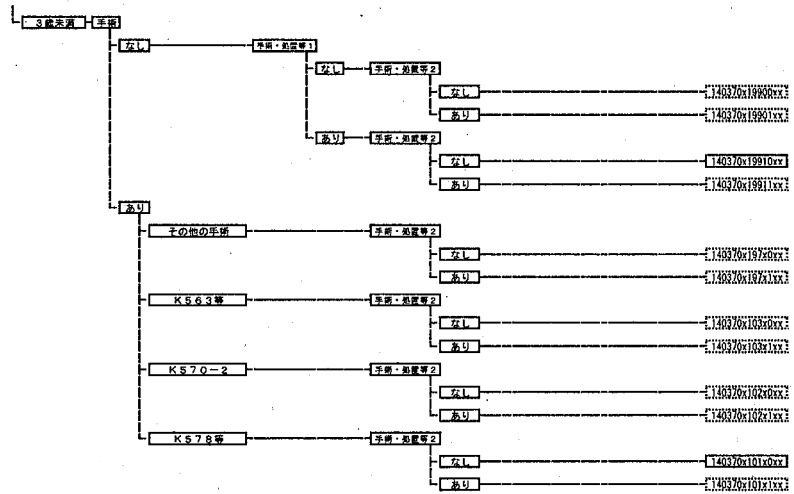 3歳未満 手術
なし 手術・処置等1
なし 手術・処置等2
なし 140370x19900xx
あり 140370x19901xx
あり 手術・処置等2
なし 140370x19910xx
あり 140370x19911xx
あり
その他の手術 手術・処置等2
なし 140370x197x0xx
あり 140370x197x1xx
K563等 手術・処置等2
なし 140370x103x0xx
あり 140370x103x1xx
K570-2 手術・処置等2
なし 140370x102x0xx
あり 140370x102x1xx
K578等 手術・処置等2
なし 140370x101x0xx
あり 140370x101x1xx